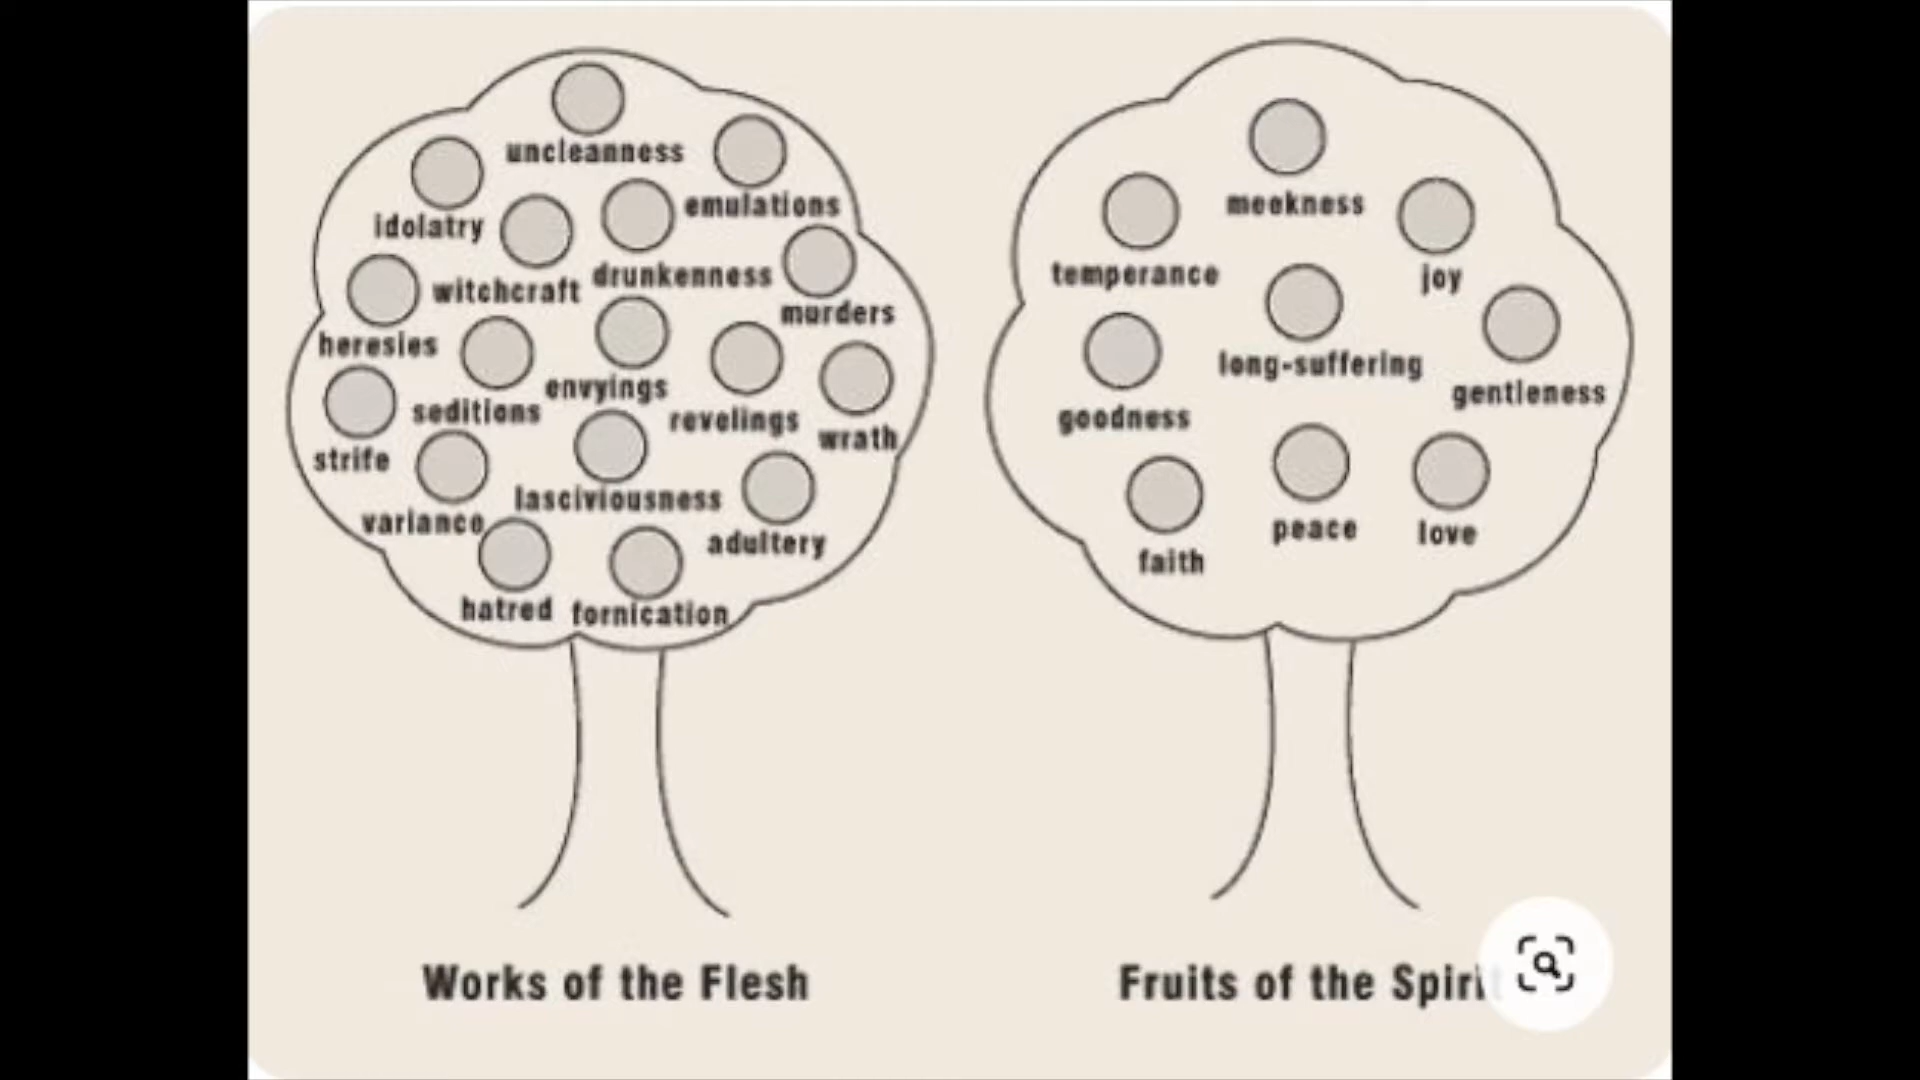 uncleanness
emulations
idolatry
witchcraft
drunkenness
murders
heresies
seditions
envyings
revelings
wrath
strife
variance
lasciviousness
adultery
hatred
fornication
Works of the Flesh
meekness
temperance
joy
long-suffering
gentleness
goodness
faith
peace
love
Fruits of the Spirit